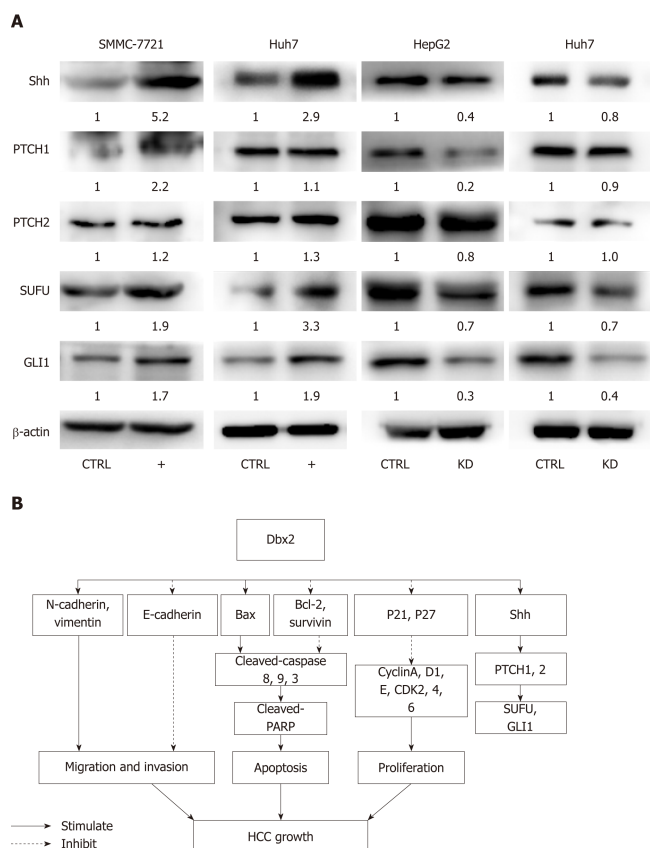 A
SMMC-7721 Huh7 HepG2 Huh7
Shh
1 5.2 1 2.9 1 0.4 1 0.8
PTCH1
1 2.2 1 1.1 1 0.2 1 0.9
PTCH2
1 1.2 1 1.3 1 0.8 1 1.0
SUFU
1 1.9 1 3.3 1 0.7 1 0.7
GLI1
1 1.7 1 1.9 1 0.3 1 0.4
β-actin
CTRL + CTRL + CTRL KD CTRL KD
B
Dbx2
N-cadherin,
vimentin
E-cadherin
Bax
Bcl-2,
survivin
P21, P27
Shh
Cleaved-caspase
8, 9, 3
CyclinA, D1,
E, CDK2, 4,
6
PTCH1, 2
Cleaved-
PARP
SUFU,
GLI1
Migration and invasion
Apoptosis
Proliferation
Stimulate
Inhibit
HCC growth